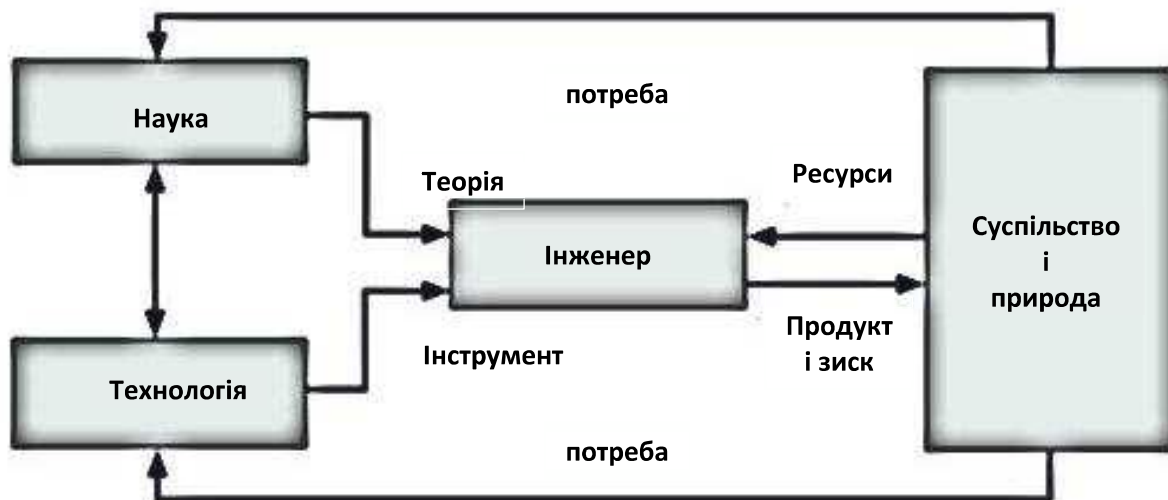 потреба
Наука
Теорія
Ресурси
Інженер
Суспільство
і
природа
Інструмент
Продукт
і зиск
Технологія
потреба